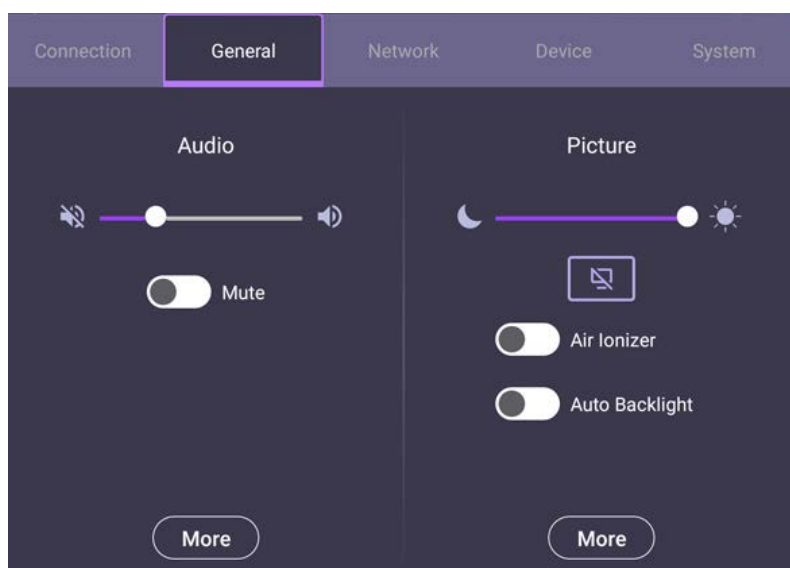 Connection General Network Device System
Audio
Mute
More
Picture
Air Ionizer
Auto Backlight
More